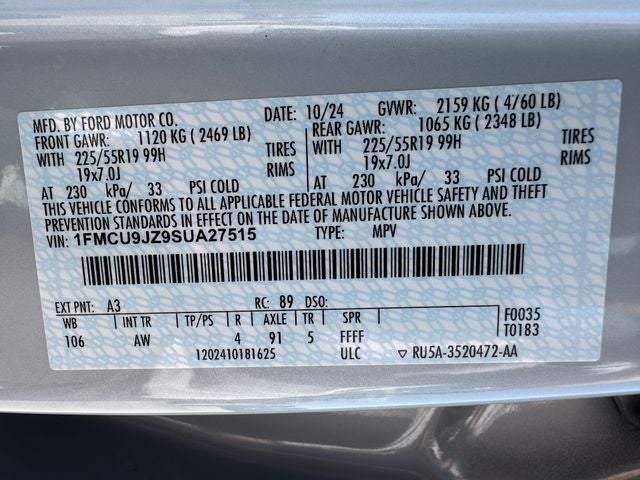 MFD. BY FORD MOTOR CO. DATE: 10/24 GVWR: 2159 KG ( 4760 LB)
FRONT GAWR: 1120 KG ( 2469 LB) REAR GAWR: 1065 KG ( 2348 LB)
WITH 225/55R19 99H TIRES WITH 225/55R19 99H TIRES
19x7.0J RIMS 19x7.0J RIMS
AT 230 kPa/ 33 PSI COLD AT 230 kPa/ 33 PSI COLD
THIS VEHICLE CONFORMS TO ALL APPLICABLE FEDERAL MOTOR VEHICLE SAFETY AND THEFT
PREVENTION STANDARDS IN EFFECT ON THE DATE OF MANUFACTURE SHOWN ABOVE.
VIN: 1FMCU9JZ9SUA27515 TYPE: MPV
EXT PNT: A3 RC: 89 DSO: F0035
WB INT TR TP/PS R AXLE TR SPR T0183
106 AW 4 91 5 FFFF
1202410181625 ULC RU5A-3520472-AA